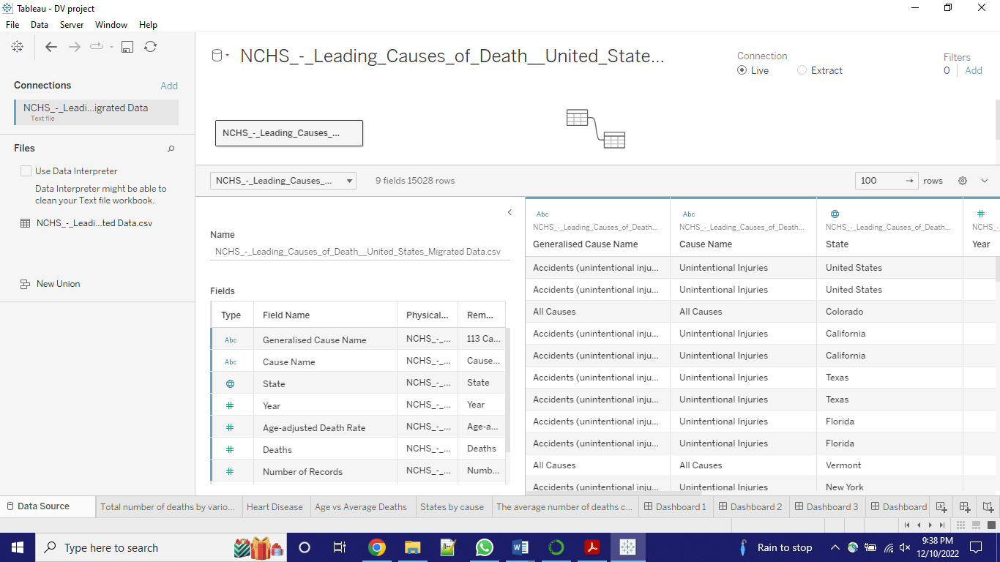 Tableau - DV project
File Data Server Window Help
Connections Add
NCHS_-_Leadi...igrated Data
Text file
Files
Use Data Interpreter
Data Interpreter might be able to
clean your Text file workbook.
NCHS_-_Leadi...ted Data.csv
New Union
NCHS_-_Leading_Causes_of_Death__United_State...
Connection
Live Extract
Filters
0 Add
NCHS_-_Leading_Causes_...
NCHS_-_Leading_Causes_... 9 fields 15028 rows 100 rows
Name
NCHS_-_Leading_Causes_of_Death__United_States_Migrated Data.csv
Fields
Type Field Name Physical... Rem...
Abc Generalised Cause Name NCHS_-_... 113 Ca...
Abc Cause Name NCHS_-_... Cause...
State NCHS_-_... State
# Year NCHS_-_... Year
# Age-adjusted Death Rate NCHS_-_... Age-a...
# Deaths NCHS_-_... Deaths
# Number of Records NCHS_-_... Numb...
Abc Abc #
NCHS_-_Leading_Causes_of_Death... NCHS_-_Leading_Causes_of_Death... NCHS_-_Leading_Causes_of_Death... NCHS_-
Generalised Cause Name Cause Name State Year
Accidents (unintentional inju... Unintentional Injuries United States
Accidents (unintentional inju... Unintentional Injuries United States
All Causes All Causes Colorado
Accidents (unintentional inju... Unintentional Injuries California
Accidents (unintentional inju... Unintentional Injuries California
Accidents (unintentional inju... Unintentional Injuries Texas
Accidents (unintentional inju... Unintentional Injuries Texas
Accidents (unintentional inju... Unintentional Injuries Florida
Accidents (unintentional inju... Unintentional Injuries Florida
All Causes All Causes Vermont
Accidents (unintentional inju... Unintentional Injuries New York
Data Source Total number of deaths by vario... Heart Disease Age vs Average Deaths States by cause The average number of deaths c... Dashboard 1 Dashboard 2 Dashboard 3 Dashboard
Type here to search Rain to stop 9:38 PM
12/10/2022